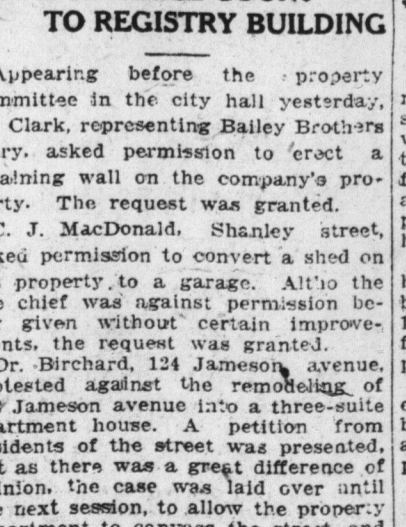 TO REGISTRY BUILDING
Appearing before the property
mmittee in the city hall yesterday,
Clark, representing Bailey Brothers
ry, asked permission to erect a
aining wall on the company's pro-
rty. The request was granted.
C. J. MacDonald, Shanley street,
ked permission to convert a shed on
property to a garage. Altho the
e chief was against permission be-
given without certain improve-
nts, the request was granted.
Dr. Birchard, 124 Jameson avenue,
otested against the remodeling of
Jameson avenue into a three-suite
artment house. A petition from
sidents of the street was presented,
t as there was a great difference of
inion, the case was laid over until
e next session, to allow the property